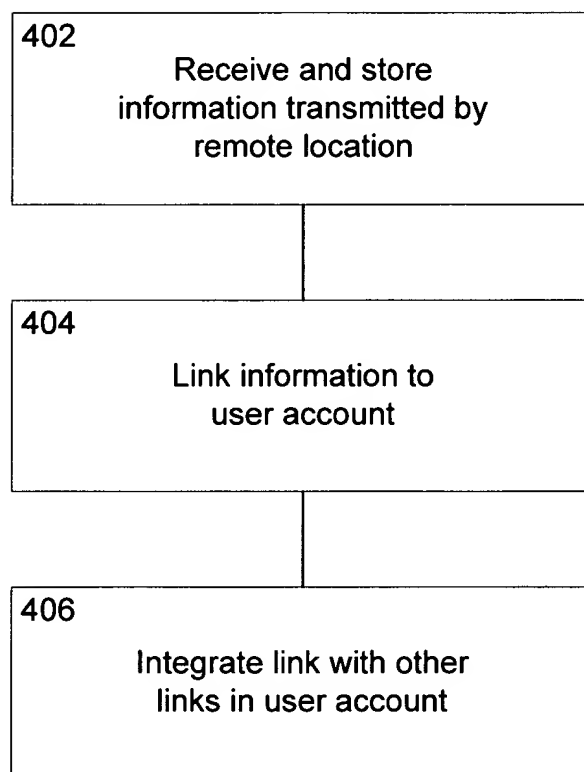 402
Receive and store
information transmitted by
remote location
404
Link information to
user account
406
Integrate link with other
links in user account